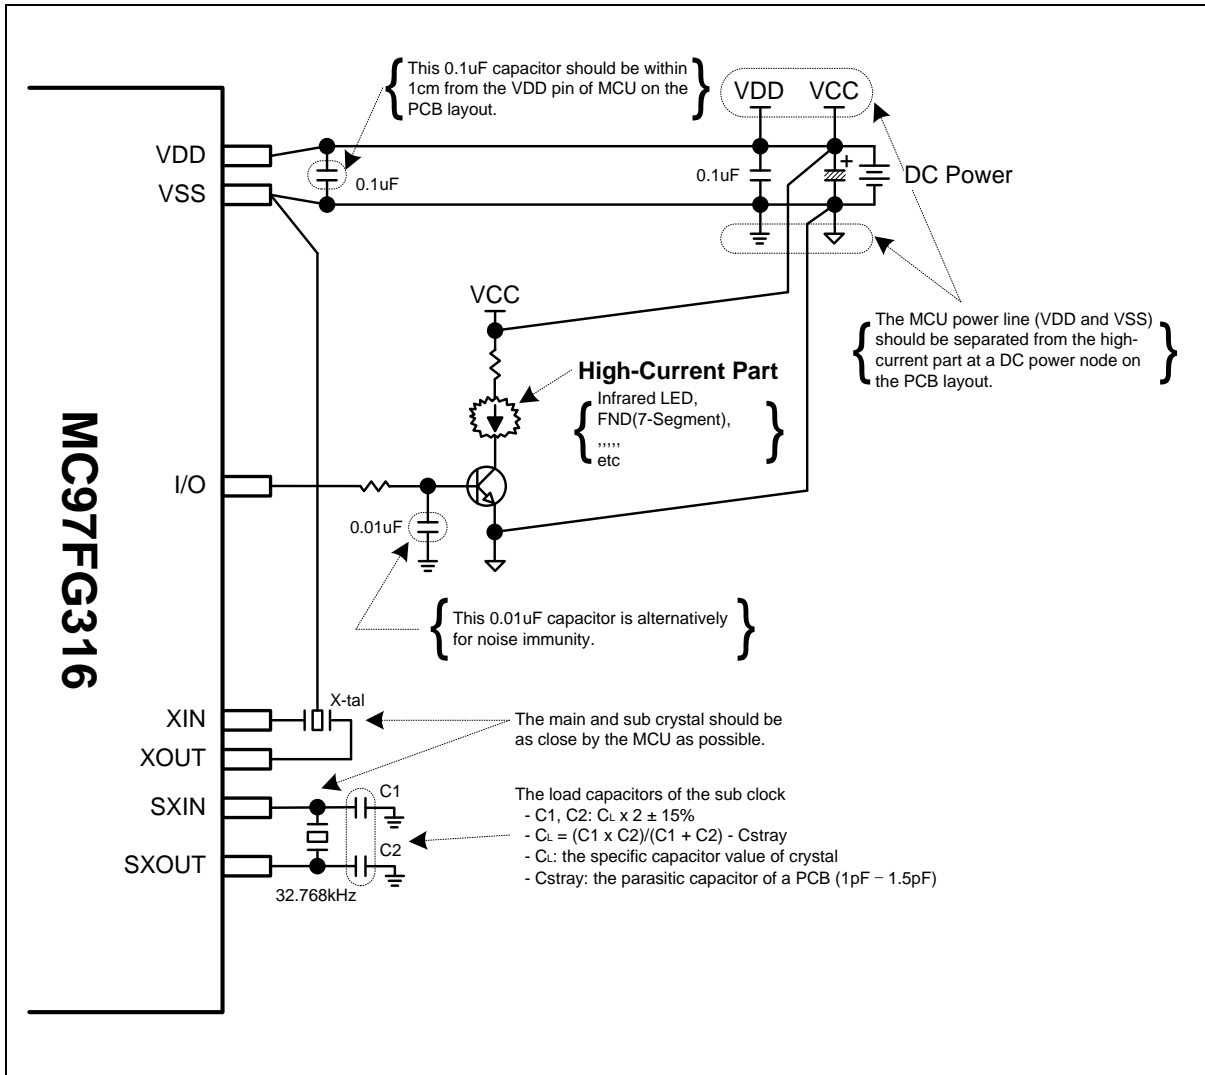 This 0.1uF capacitor should be within
1cm from the VDD pin of MCU on the
PCB layout.
VDD VCC
VDD
VSS
0.1uF
0.1uF
+
DC Power
VCC
The MCU power line (VDD and VSS)
should be separated from the high-
current part at a DC power node on
the PCB layout.
High-Current Part
Infrared LED,
FND(7-Segment),
,,,,,
etc
MC97FG316
I/O
0.01uF
This 0.01uF capacitor is alternatively
for noise immunity.
X-tal
XIN
XOUT
The main and sub crystal should be
as close by the MCU as possible.
SXIN
SXOUT
C1
C2
32.768kHz
The load capacitors of the sub clock
- C1, C2: CL x 2 ± 15%
- CL = (C1 x C2)/(C1 + C2) - Cstray
- CL: the specific capacitor value of crystal
- Cstray: the parasitic capacitor of a PCB (1pF – 1.5pF)